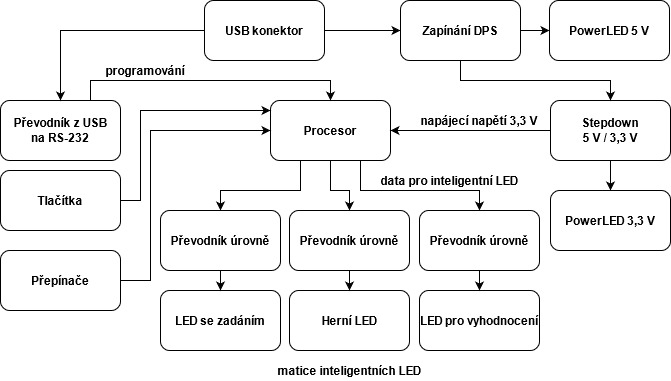 USB konektor
Zapínání DPS
PowerLED 5 V
programování
Převodník z USB
na RS-232
Procesor
napájecí napětí 3,3 V
Stepdown
5 V / 3,3 V
Tlačítka
data pro inteligentní LED
PowerLED 3,3 V
Převodník úrovně
Převodník úrovně
Převodník úrovně
Přepínače
LED se zadáním
Herní LED
LED pro vyhodnocení
matice inteligentních LED